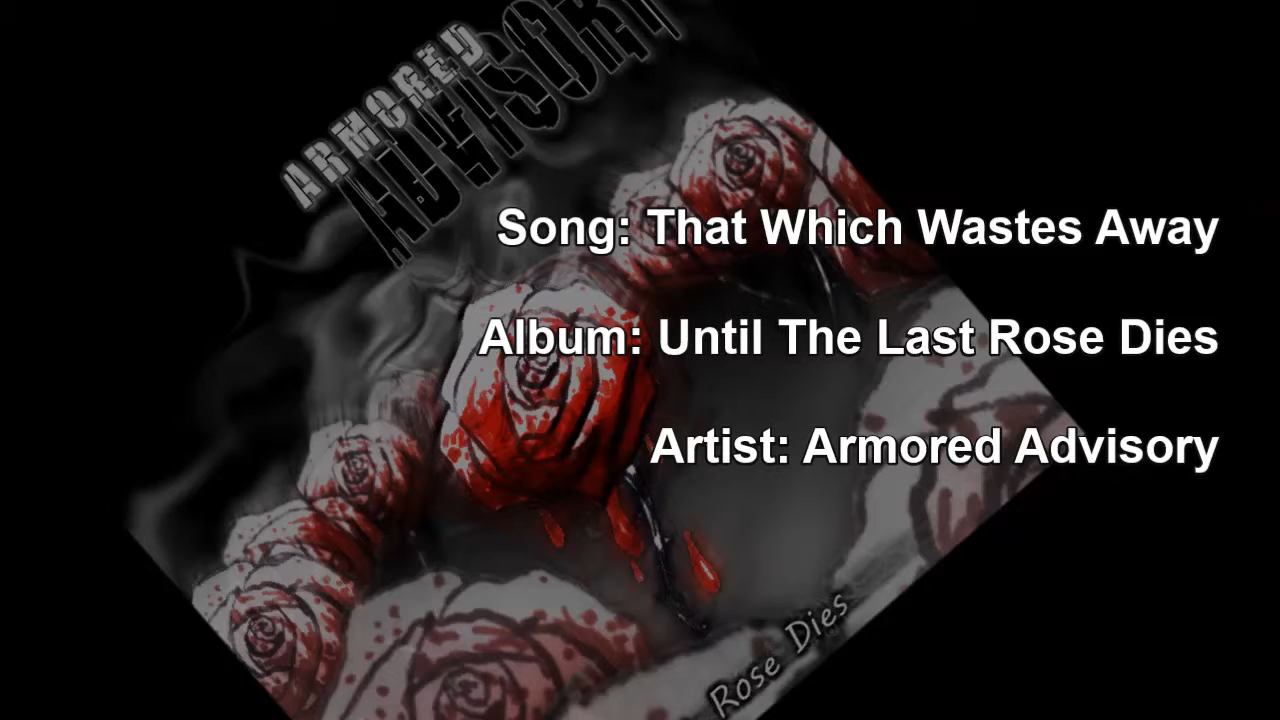 ARMORED
ADVISORY
Song: That Which Wastes Away
Album: Until The Last Rose Dies
Artist: Armored Advisory
Rose Dies